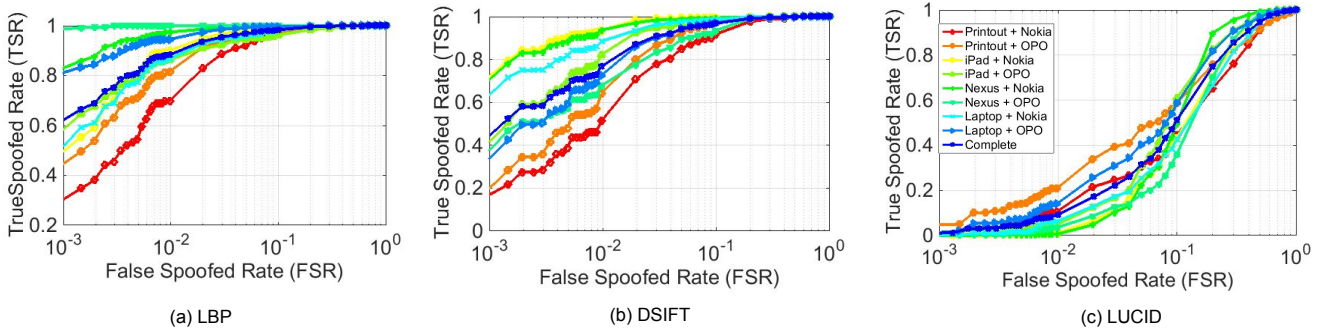 TrueSpoofed Rate (TSR)
1
0.8
0.6
0.4
0.2
10-3
10-2
10-1
100
False Spoofed Rate (FSR)
(a) LBP
True Spoofed Rate (TSR)
1
0.8
0.6
0.4
0.2
0
10-3
10-2
10-1
100
False Spoofed Rate (FSR)
(b) DSIFT
True Spoofed Rate (TSR)
1
0.8
0.6
0.4
0.2
0
Printout + Nokia
Printout + OPO
iPad + Nokia
iPad + OPO
Nexus + Nokia
Nexus + OPO
Laptop + Nokia
Laptop + OPO
Complete
10-3
10-2
10-1
100
False Spoofed Rate (FSR)
(c) LUCID